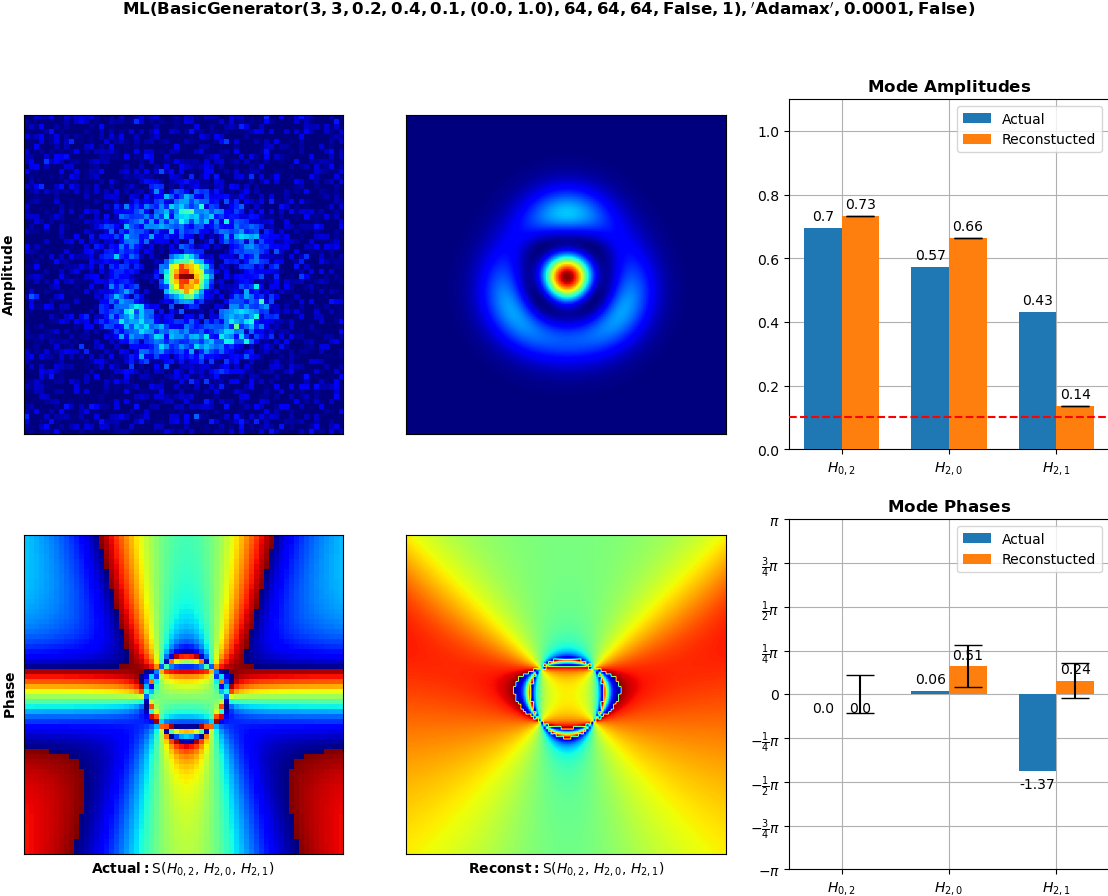 ML(BasicGenerator(3, 3, 0.2, 0.4, 0.1, (0.0, 1.0), 64, 64, 64, False, 1), 'Adamax', 0.0001, False)
Amplitude
Mode Amplitudes
Actual
Reconstucted
1.0
0.8
0.6
0.4
0.2
0.0
0.7
0.73
0.57
0.66
0.43
0.14
H0,2
H2,0
H2,1
Phase
Actual: S(H0,2, H2,0, H2,1)
Reconst: S(H0,2, H2,0, H2,1)
Mode Phases
Actual
Reconstucted
π
3/4π
1/2π
1/4π
0
−1/4π
−1/2π
−3/4π
−π
0.0
0.0
0.06
0.51
-1.37
0.24
H0,2
H2,0
H2,1